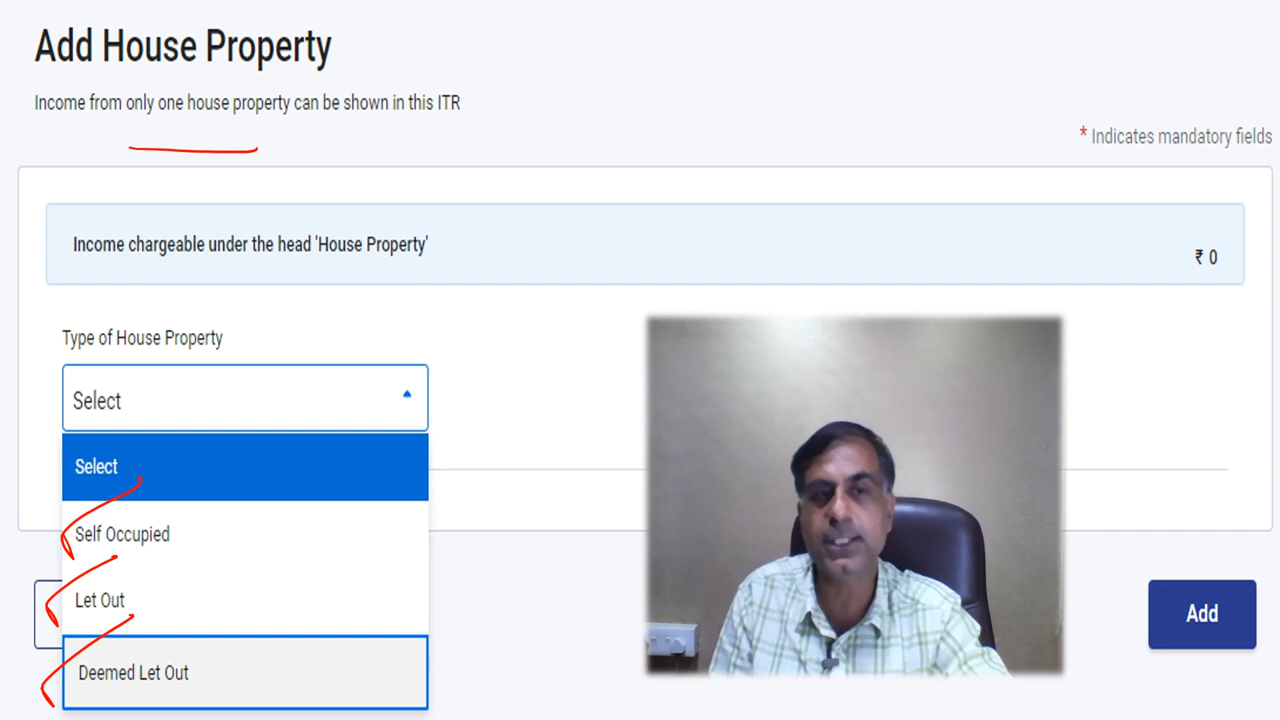 Add House Property
Income from only one house property can be shown in this ITR
* Indicates mandatory fields
Income chargeable under the head 'House Property'
₹ 0
Type of House Property
Select
Select
Self Occupied
Let Out
Deemed Let Out
Add